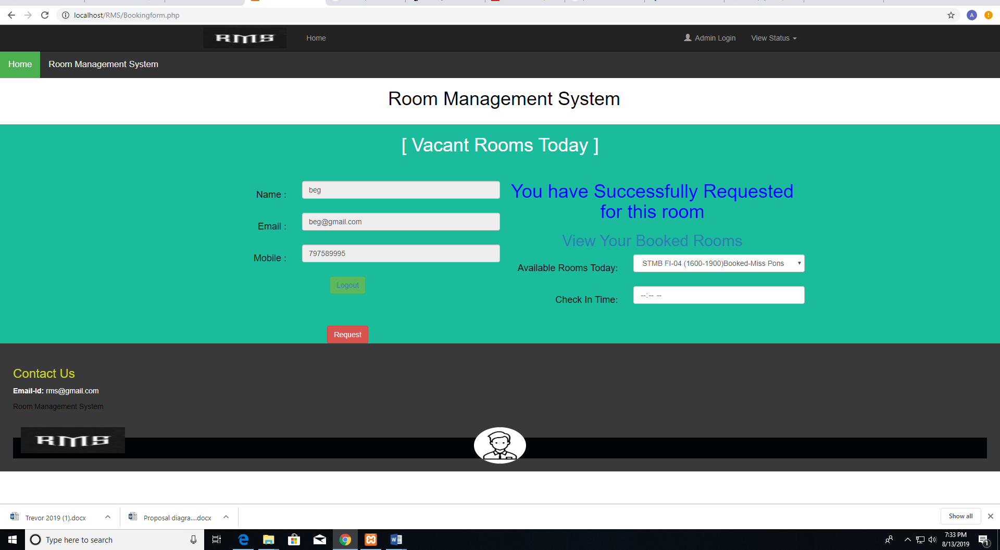 localhost/RMS/Bookingform.php
A
RMS
Home
Admin Login
View Status
Home
Room Management System
Room Management System
[ Vacant Rooms Today ]
Name :
beg
Email :
beg@gmail.com
Mobile :
797589995
Logout
Request
You have Successfully Requested
for this room
View Your Booked Rooms
Available Rooms Today:
STMB FI-04 (1600-1900)Booked-Miss Pons
Check In Time:
--:-- --
Contact Us
Email-Id: rms@gmail.com
Room Management System
RMS
Trevor 2019 (1).docx
Proposal diagra....docx
Show all
Type here to search
7:33 PM
8/13/2019
1